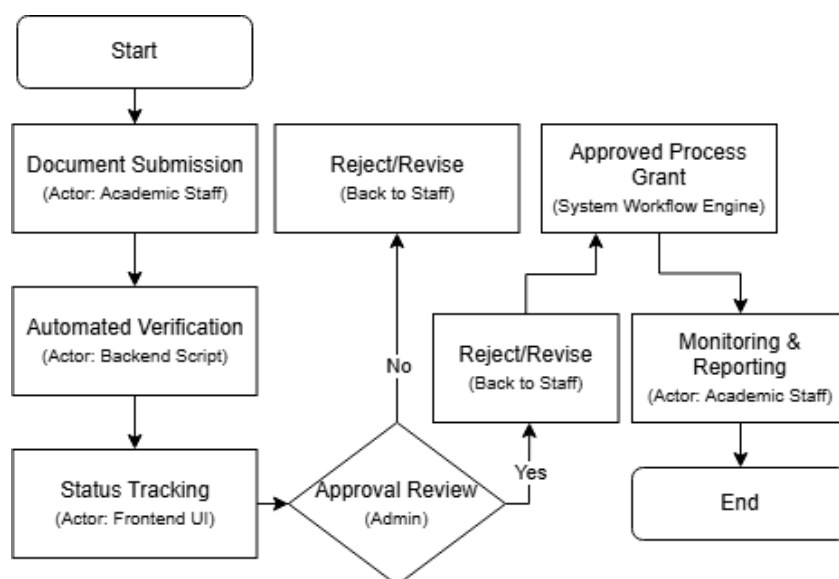 Start
Document Submission
(Actor: Academic Staff)
Automated Verification
(Actor: Backend Script)
Status Tracking
(Actor: Frontend UI)
Approval Review
(Admin)
No
Reject/Revise
(Back to Staff)
Yes
Reject/Revise
(Back to Staff)
Approved Process
Grant
(System Workflow Engine)
Monitoring &
Reporting
(Actor: Academic Staff)
End